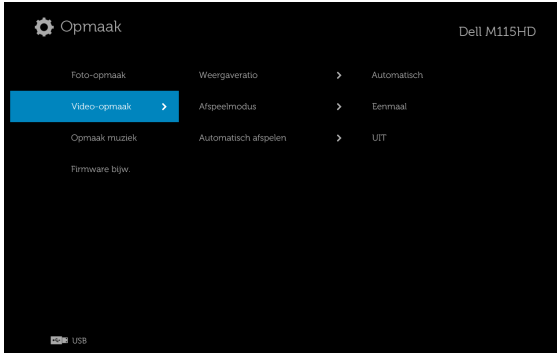 Opmaak
Dell M115HD
Foto-opmaak Weergaveratio Automatisch
Video-opmaak Afspeelmodus Eenmaal
Opmaak muziek Automatisch afspelen UIT
Firmware bijw.
USB